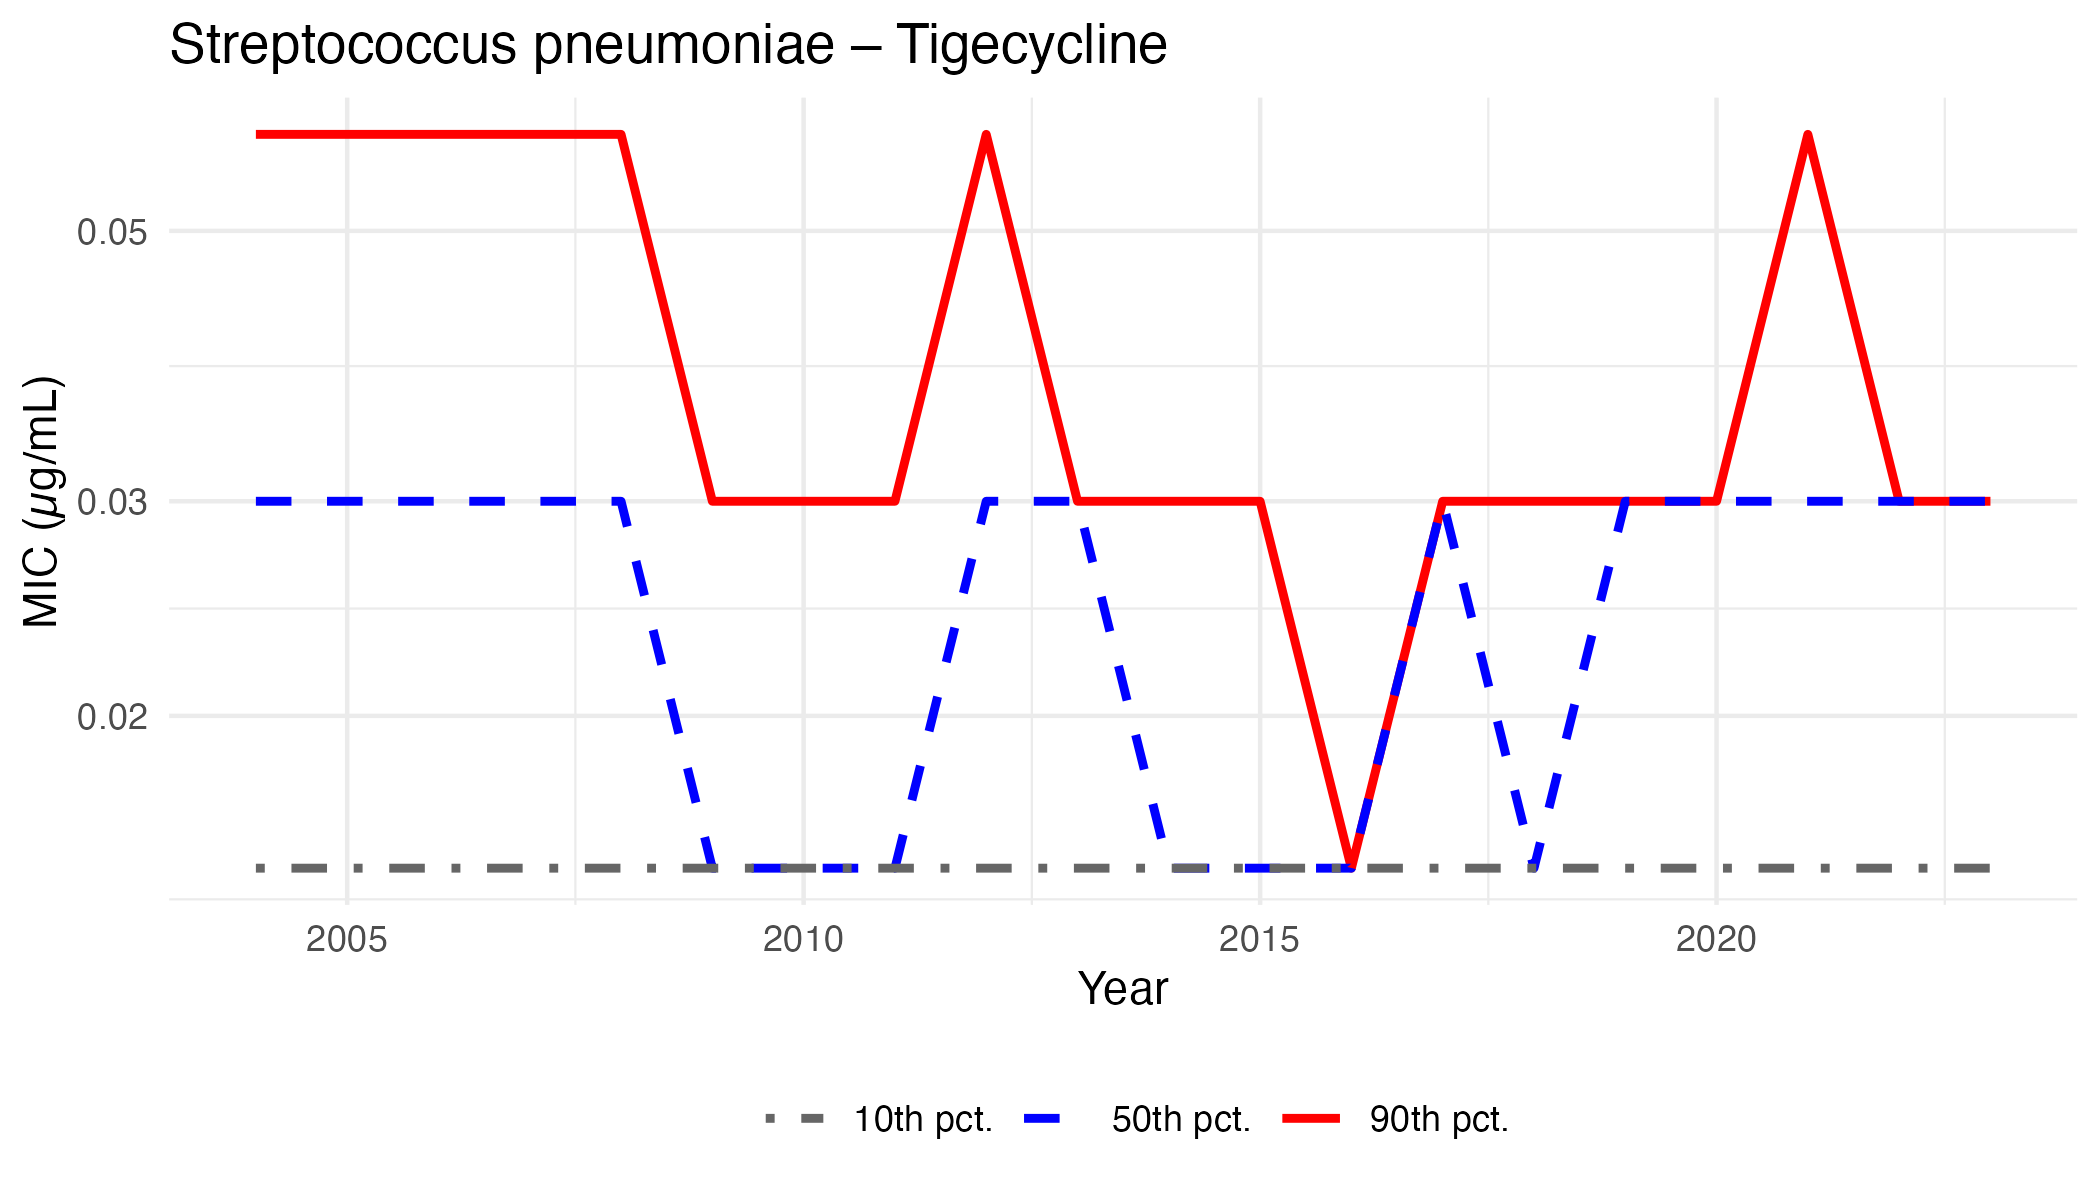 Streptococcus pneumoniae – Tigecycline
MIC (µg/mL)
0.05
0.03
0.02
2005 2010 2015 2020
Year
10th pct. 50th pct. 90th pct.